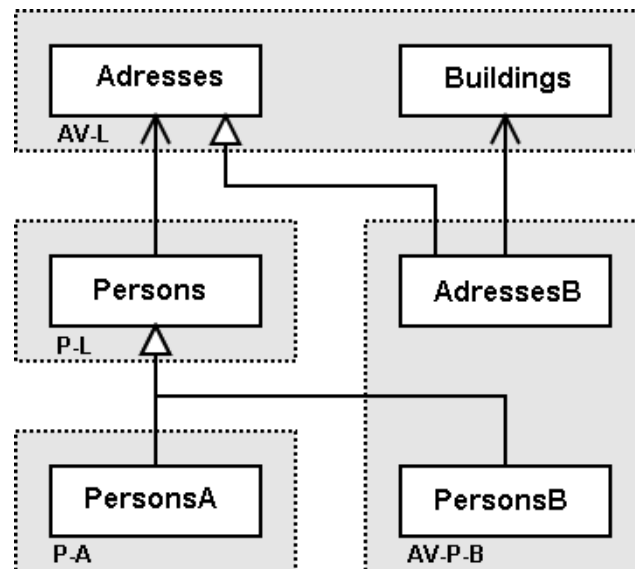 Adresses
Buildings
AV-L
Persons
AdressesB
P-L
PersonsA
PersonsB
P-A
AV-P-B